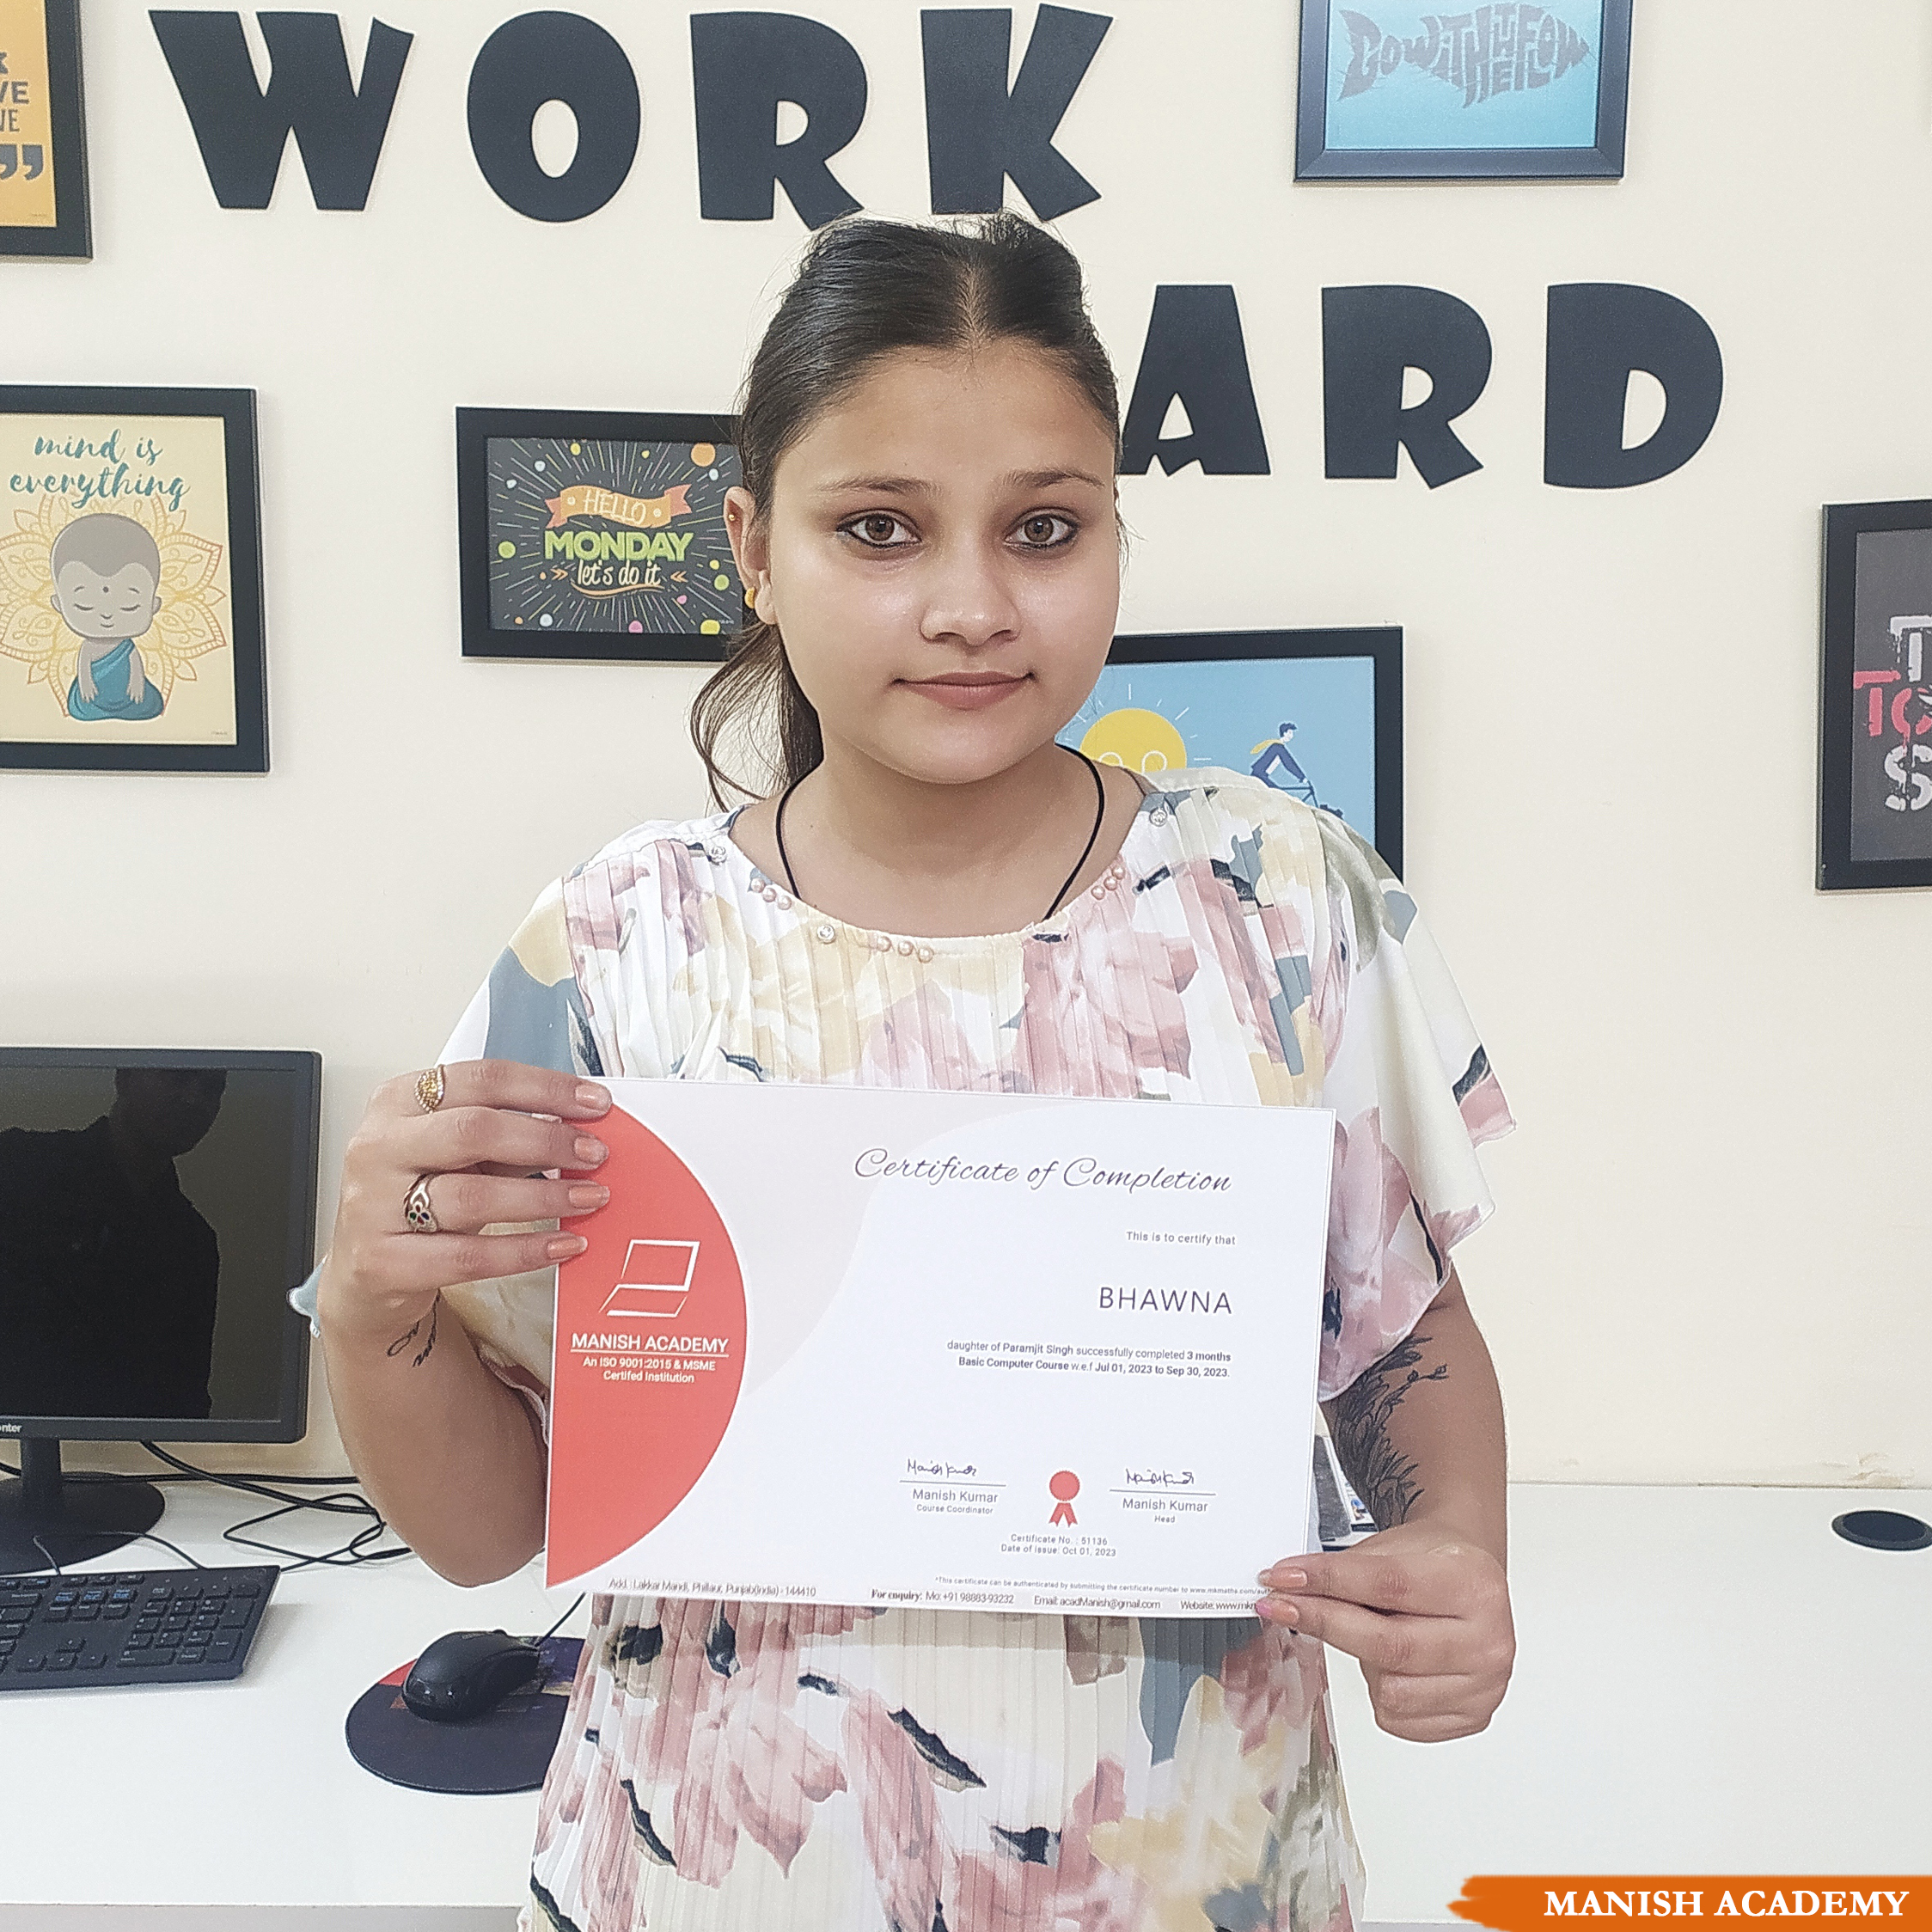 WORK
GO WITH THE FLOW
VE
WE
”
ARD
mind is
everything
HELLO
MONDAY
» let's do it «
Certificate of Completion
This is to certify that
BHAWNA
daughter of Paramjit Singh successfully completed 3 months
Basic Computer Course w.e.f Jul 01, 2023 to Sep 30, 2023.
MANISH ACADEMY
An ISO 9001:2015 & MSME
Certifed Institution
Manish Kumar
Course Coordinator
Manish Kumar
Head
Certificate No. : 51136
Date of issue: Oct 01, 2023
*This certificate can be authenticated by submitting the certificate number to www.mkmaths.com/
Add. : Lakkar Mandi, Phillaur, Punjab(India) - 144410
For enquiry: Mo: +91 98883-93232 Email: acadManish@gmail.com Website: www.mk
MANISH ACADEMY